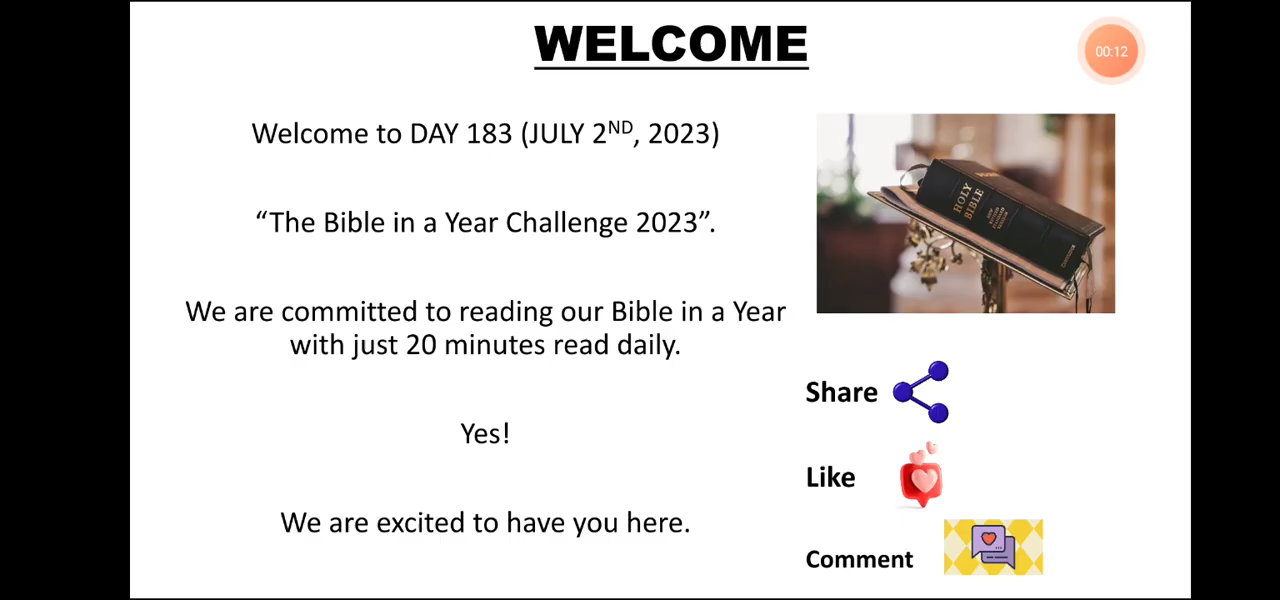 WELCOME
00:12
Welcome to DAY 183 (JULY 2ND, 2023)
“The Bible in a Year Challenge 2023”.
We are committed to reading our Bible in a Year
with just 20 minutes read daily.
Yes!
We are excited to have you here.
HOLY
BIBLE
Share
Like
Comment